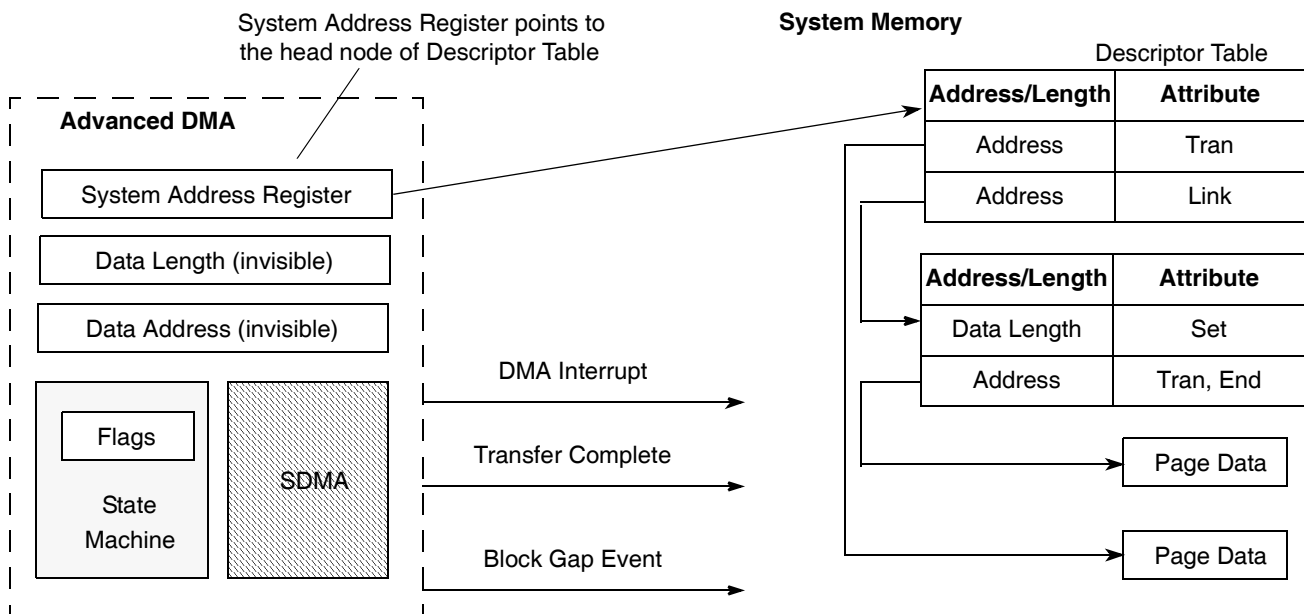 System Address Register points to
the head node of Descriptor Table
System Memory
Descriptor Table
Advanced DMA
System Address Register
Data Length (invisible)
Data Address (invisible)
Flags
State
Machine
SDMA
DMA Interrupt
Transfer Complete
Block Gap Event
Address/Length Attribute
Address Tran
Address Link
Address/Length Attribute
Data Length Set
Address Tran, End
Page Data
Page Data